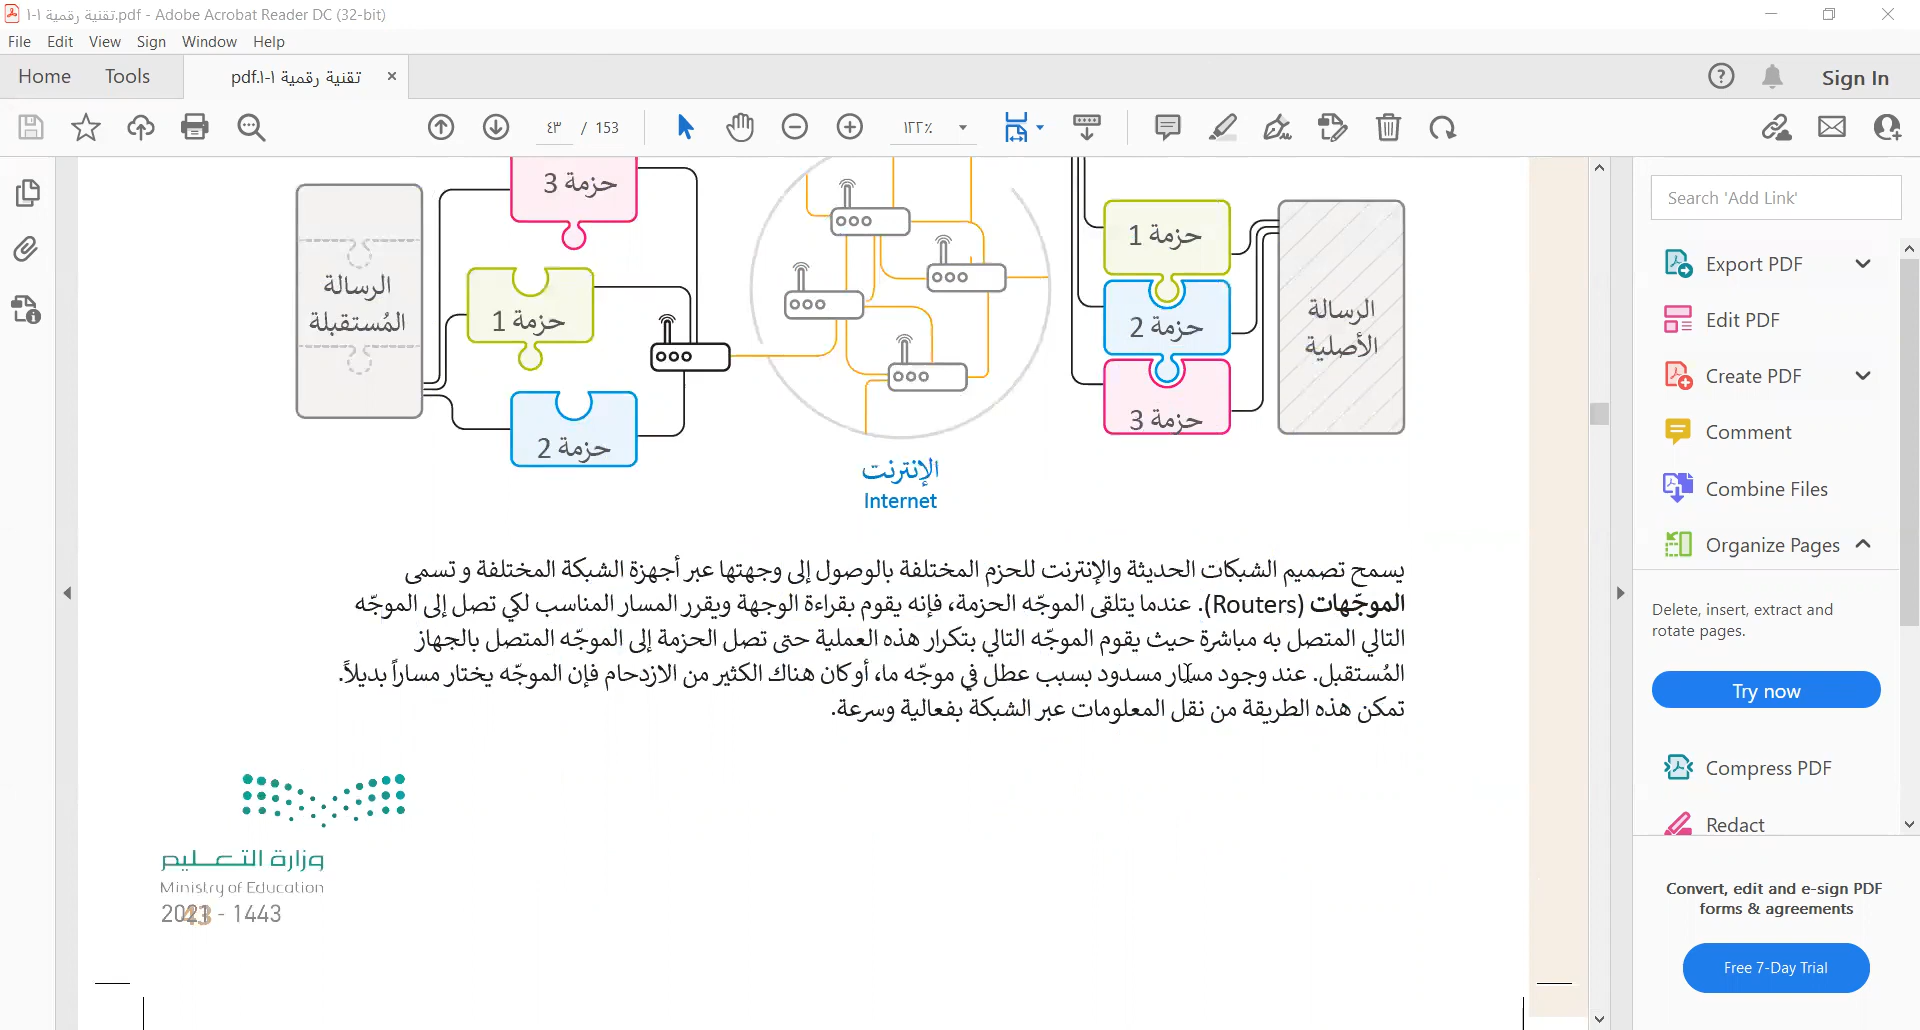 تقنية رقمية ١-١.pdf - Adobe Acrobat Reader DC (32-bit)
File Edit View Sign Window Help
Home Tools تقنية رقمية ١-١.pdf × Sign In
٤٣ / 153 ١٢٢٪
حزمة 3
الرسالة
المُستقبلة
حزمة 1
حزمة 2
الإنترنت
Internet
حزمة 1
حزمة 2
حزمة 3
الرسالة
الأصلية
يسمح تصميم الشبكات الحديثة والإنترنت للحزم المختلفة بالوصول إلى وجهتها عبر أجهزة الشبكة المختلفة و تسمى
الموجّهات (Routers). عندما يتلقى الموجّه الحزمة، فإنه يقوم بقراءة الوجهة ويقرر المسار المناسب لكي تصل إلى الموجّه
التالي المتصل به مباشرة حيث يقوم الموجّه التالي بتكرار هذه العملية حتى تصل الحزمة إلى الموجّه المتصل بالجهاز
المُستقبل. عند وجود مسار مسدود بسبب عطل في موجّه ما، أو كان هناك الكثير من الازدحام فإن الموجّه يختار مساراً بديلاً.
تمكن هذه الطريقة من نقل المعلومات عبر الشبكة بفعالية وسرعة.
وزارة التعليم
Ministry of Education
2021 - 1443
43
Search 'Add Link'
Export PDF
Edit PDF
Create PDF
Comment
Combine Files
Organize Pages
Delete, insert, extract and
rotate pages.
Try now
Compress PDF
Redact
Convert, edit and e-sign PDF
forms & agreements
Free 7-Day Trial